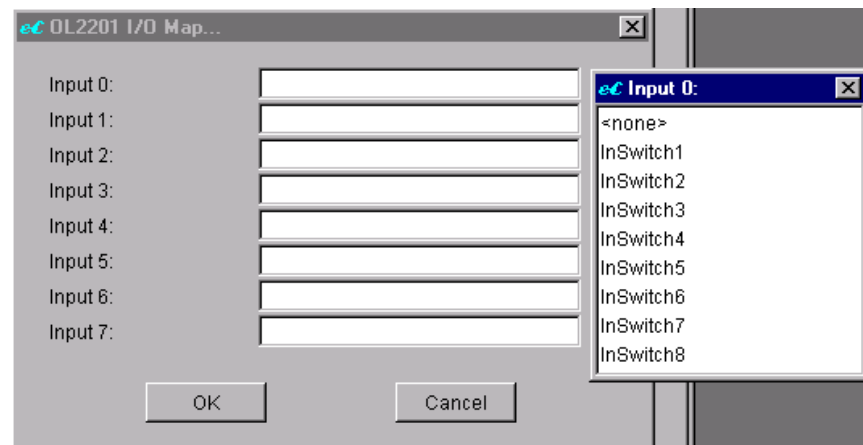 eC OL2201 I/O Map...
Input 0:
Input 1:
Input 2:
Input 3:
Input 4:
Input 5:
Input 6:
Input 7:
OK
Cancel
eC Input 0:
<none>
InSwitch1
InSwitch2
InSwitch3
InSwitch4
InSwitch5
InSwitch6
InSwitch7
InSwitch8